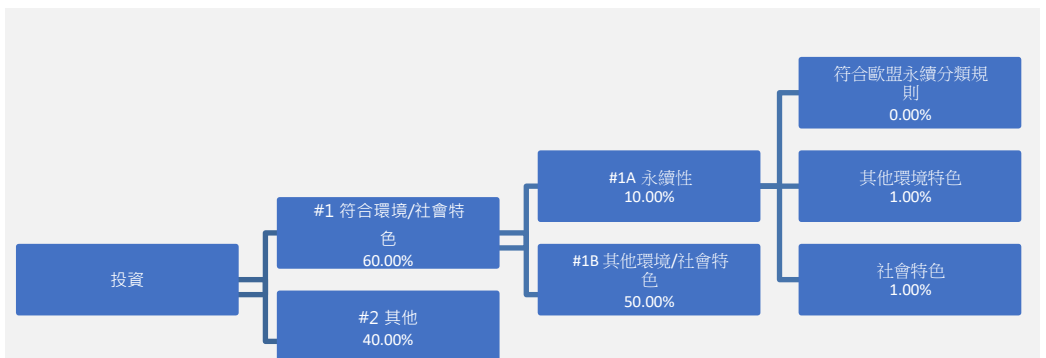 投資
#1 符合環境/社會特
色
60.00%
#2 其他
40.00%
#1A 永續性
10.00%
#1B 其他環境/社會特
色
50.00%
符合歐盟永續分類規
則
0.00%
其他環境特色
1.00%
社會特色
1.00%